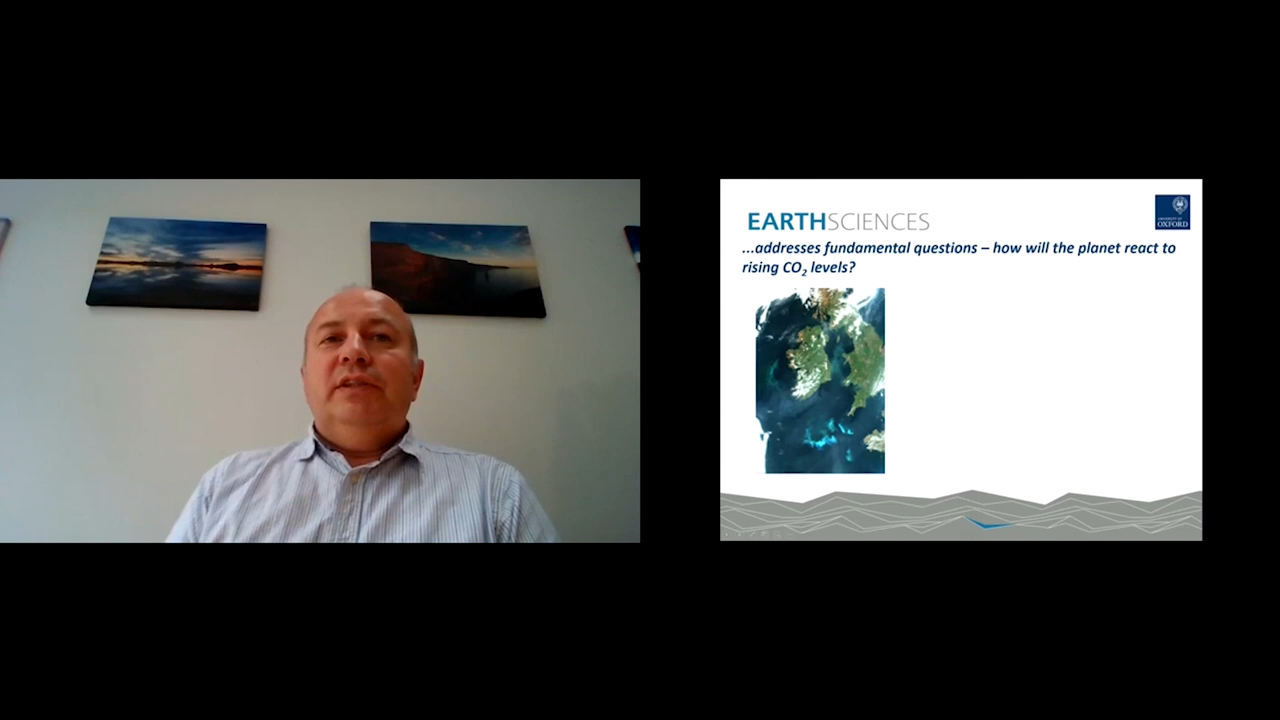 EARTHSCIENCES
UNIVERSITY OF
OXFORD
...addresses fundamental questions – how will the planet react to
rising CO₂ levels?